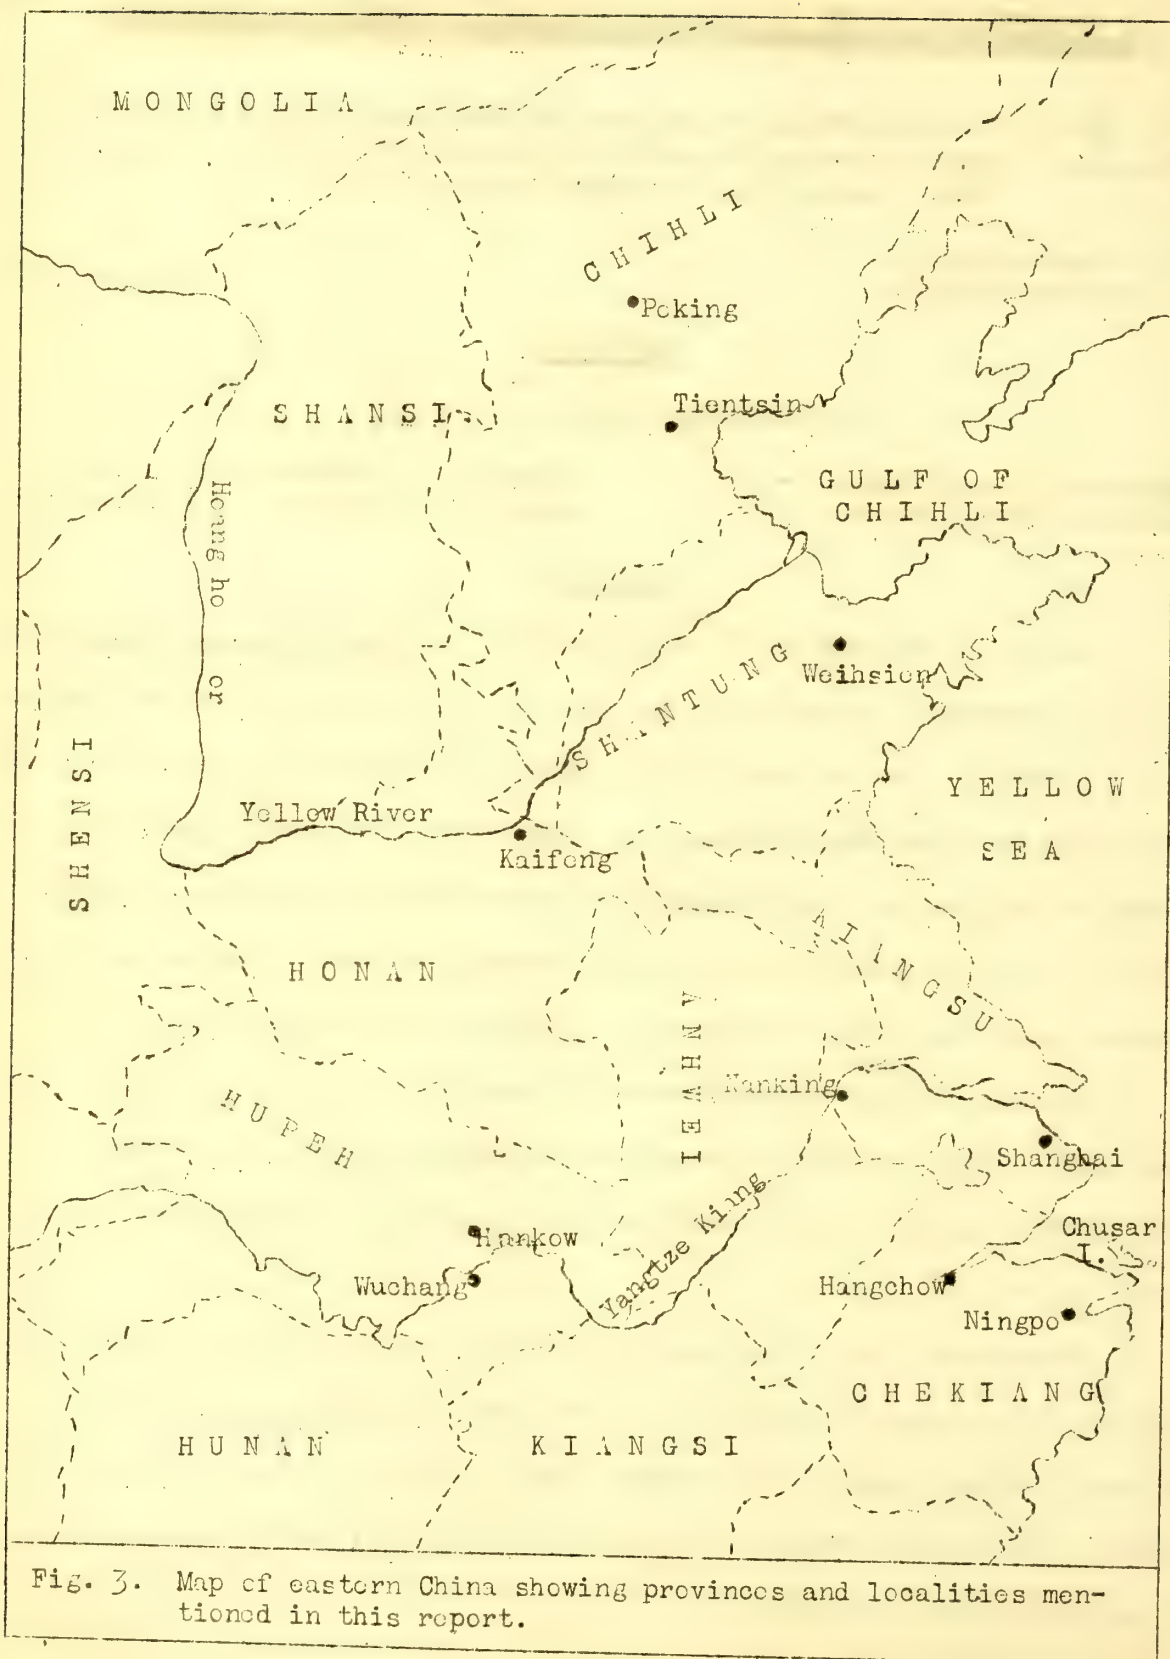 MONGOLIA
CHIHLI
Peking
SHANSI
Tientsin
GULF OF
CHIHLI
Hoang ho or
Yellow River
SHANTUNG
Weihsien
SHENSI
YELLOW
SEA
Kaifeng
HONAN
KIANGSU
ANHWEI
Nanking
HUPEH
Shanghai
Yangtze Kiang
Hankow
Chusan
I.
Wuchang
Hangchow
Ningpo
CHEKIANG
HUNAN
KIANGSI
Fig. 3. Map of eastern China showing provinces and localities men-
tioned in this report.